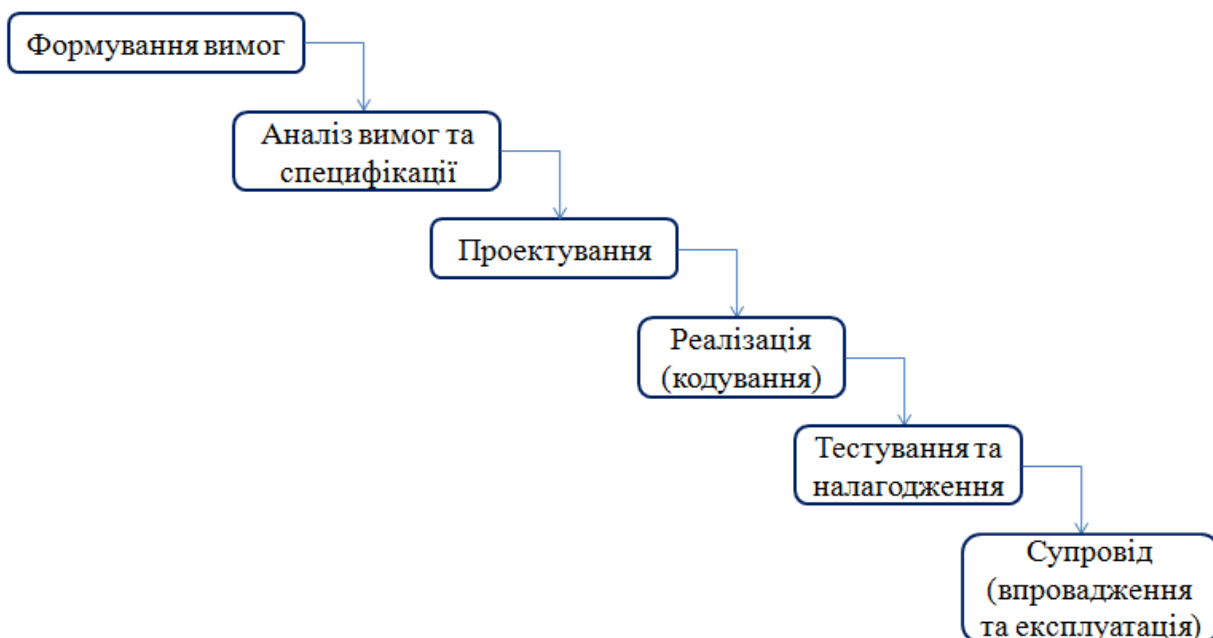 Формування вимог
Аналіз вимог та
специфікації
Проектування
Реалізація
(кодування)
Тестування та
налагодження
Супровід
(впровадження
та експлуатація)